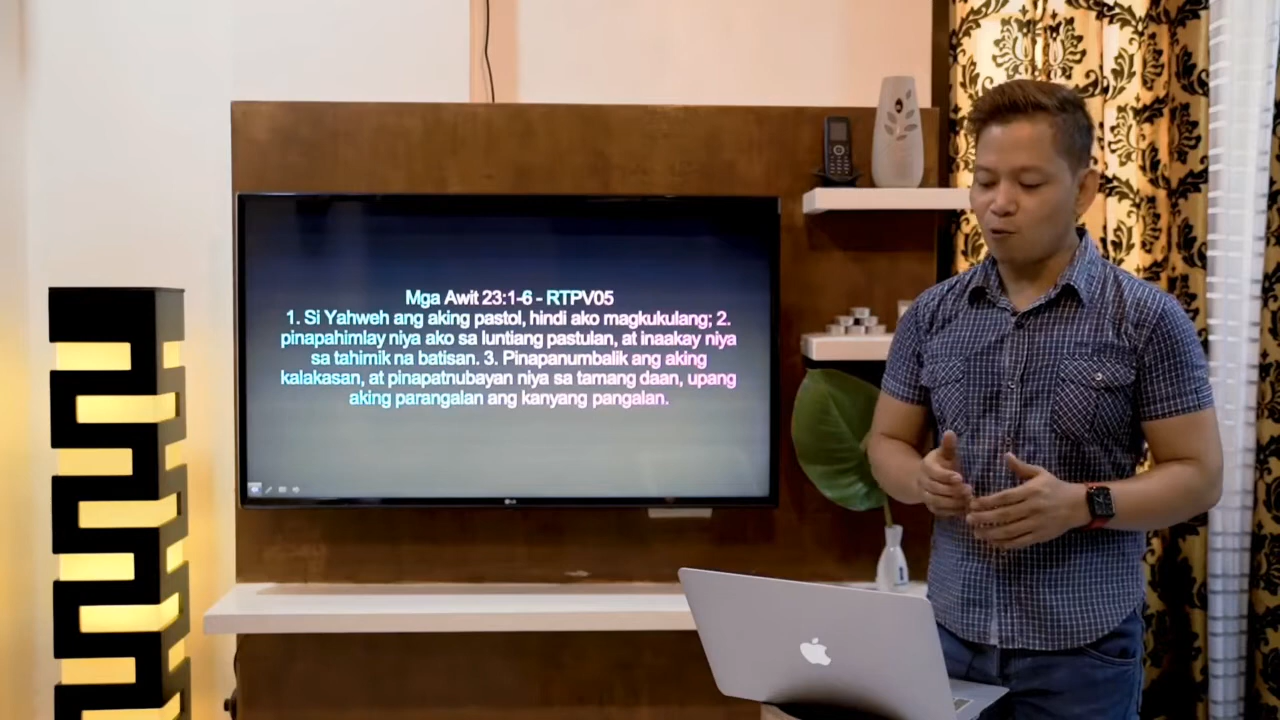 Mga Awit 23:1-6 - RTPV05
1. Si Yahweh ang aking pastol, hindi ako magkukulang; 2.
pinapahimlay niya ako sa luntiang pastulan, at inaakay niya
sa tahimik na batisan. 3. Pinapanumbalik ang aking
kalakasan, at pinapatnubayan niya sa tamang daan, upang
aking parangalan ang kanyang pangalan.
LG